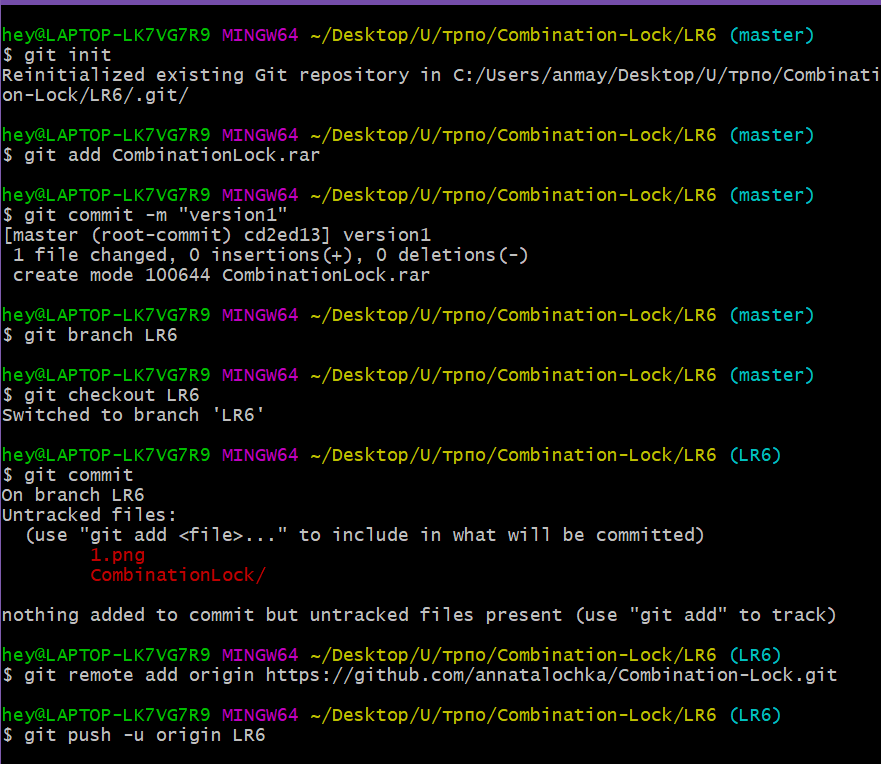 hey@LAPTOP-LK7VG7R9 MINGW64 ~/Desktop/U/трпо/Combination-Lock/LR6 (master)
$ git init
Reinitialized existing Git repository in C:/Users/anmay/Desktop/U/трпо/Combinati
on-Lock/LR6/.git/
hey@LAPTOP-LK7VG7R9 MINGW64 ~/Desktop/U/трпо/Combination-Lock/LR6 (master)
$ git add CombinationLock.rar
hey@LAPTOP-LK7VG7R9 MINGW64 ~/Desktop/U/трпо/Combination-Lock/LR6 (master)
$ git commit -m "version1"
[master (root-commit) cd2ed13] version1
 1 file changed, 0 insertions(+), 0 deletions(-)
 create mode 100644 CombinationLock.rar
hey@LAPTOP-LK7VG7R9 MINGW64 ~/Desktop/U/трпо/Combination-Lock/LR6 (master)
$ git branch LR6
hey@LAPTOP-LK7VG7R9 MINGW64 ~/Desktop/U/трпо/Combination-Lock/LR6 (master)
$ git checkout LR6
Switched to branch 'LR6'
hey@LAPTOP-LK7VG7R9 MINGW64 ~/Desktop/U/трпо/Combination-Lock/LR6 (LR6)
$ git commit
On branch LR6
Untracked files:
  (use "git add <file>..." to include in what will be committed)
        1.png
        CombinationLock/
nothing added to commit but untracked files present (use "git add" to track)
hey@LAPTOP-LK7VG7R9 MINGW64 ~/Desktop/U/трпо/Combination-Lock/LR6 (LR6)
$ git remote add origin https://github.com/annatalochka/Combination-Lock.git
hey@LAPTOP-LK7VG7R9 MINGW64 ~/Desktop/U/трпо/Combination-Lock/LR6 (LR6)
$ git push -u origin LR6